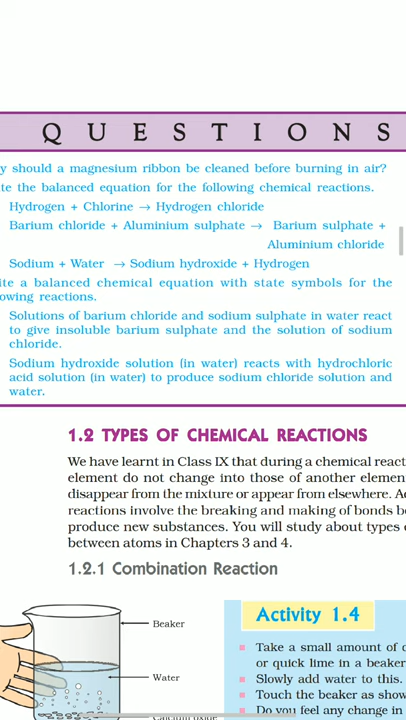 QUESTIONS
y should a magnesium ribbon be cleaned before burning in air?
te the balanced equation for the following chemical reactions.
Hydrogen + Chlorine → Hydrogen chloride
Barium chloride + Aluminium sulphate → Barium sulphate +
Aluminium chloride
Sodium + Water → Sodium hydroxide + Hydrogen
ite a balanced chemical equation with state symbols for the
owing reactions.
Solutions of barium chloride and sodium sulphate in water react
to give insoluble barium sulphate and the solution of sodium
chloride.
Sodium hydroxide solution (in water) reacts with hydrochloric
acid solution (in water) to produce sodium chloride solution and
water.
1.2 TYPES OF CHEMICAL REACTIONS
We have learnt in Class IX that during a chemical react
element do not change into those of another elemen
disappear from the mixture or appear from elsewhere. A
reactions involve the breaking and making of bonds b
produce new substances. You will study about types
between atoms in Chapters 3 and 4.
1.2.1 Combination Reaction
Beaker
Water
Calcium oxide
Activity 1.4
Take a small amount of
or quick lime in a beaker
Slowly add water to this.
Touch the beaker as show
Do you feel any change in